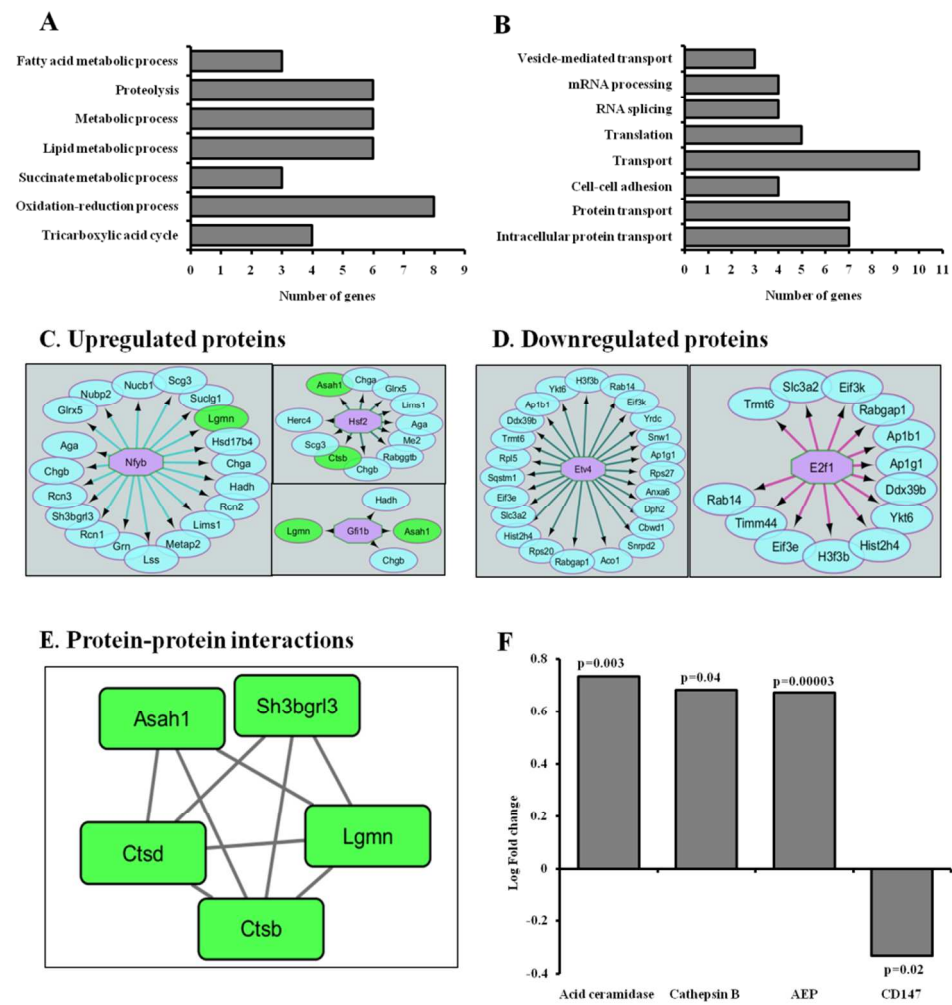 A
Fatty acid metabolic process
Proteolysis
Metabolic process
Lipid metabolic process
Succinate metabolic process
Oxidation-reduction process
Tricarboxylic acid cycle
0 1 2 3 4 5 6 7 8 9
Number of genes
B
Vesicle-mediated transport
mRNA processing
RNA splicing
Translation
Transport
Cell-cell adhesion
Protein transport
Intracellular protein transport
0 1 2 3 4 5 6 7 8 9 10 11
Number of genes
C. Upregulated proteins
Nucb1
Scg3
Nubp2
Suclg1
Glrx5
Lgmn
Aga
Hsd17b4
Nfyb
Chgb
Chga
Rcn3
Hadh
Sh3bgrl3
Rcn2
Rcn1
Lims1
Grn
Metap2
Lss
Asah1
Chga
Glrx5
Lims1
Herc4
Hsf2
Aga
Scg3
Me2
Ctsb
Rabggtb
Chgb
Hadh
Lgmn
Gfi1b
Asah1
Chgb
D. Downregulated proteins
H3f3b
Ykt6
Rab14
Ap1b1
Eif3k
Ddx39b
Yrdc
Trmt6
Snw1
Rpl5
Ap1g1
Sqstm1
Etv4
Rps27
Eif3e
Anxa6
Slc3a2
Dph2
Hist2h4
Cbwd1
Rps20
Snrpd2
Rabgap1
Aco1
Slc3a2
Eif3k
Trmt6
Rabgap1
Ap1b1
E2f1
Ap1g1
Ddx39b
Rab14
Ykt6
Timm44
Hist2h4
Eif3e
H3f3b
E. Protein-protein interactions
Asah1
Sh3bgrl3
Ctsd
Lgmn
Ctsb
F
Log Fold change
0.8
0.6
0.4
0.2
0
-0.2
-0.4
p=0.003
p=0.04
p=0.00003
p=0.02
Acid ceramidase
Cathepsin B
AEP
CD147